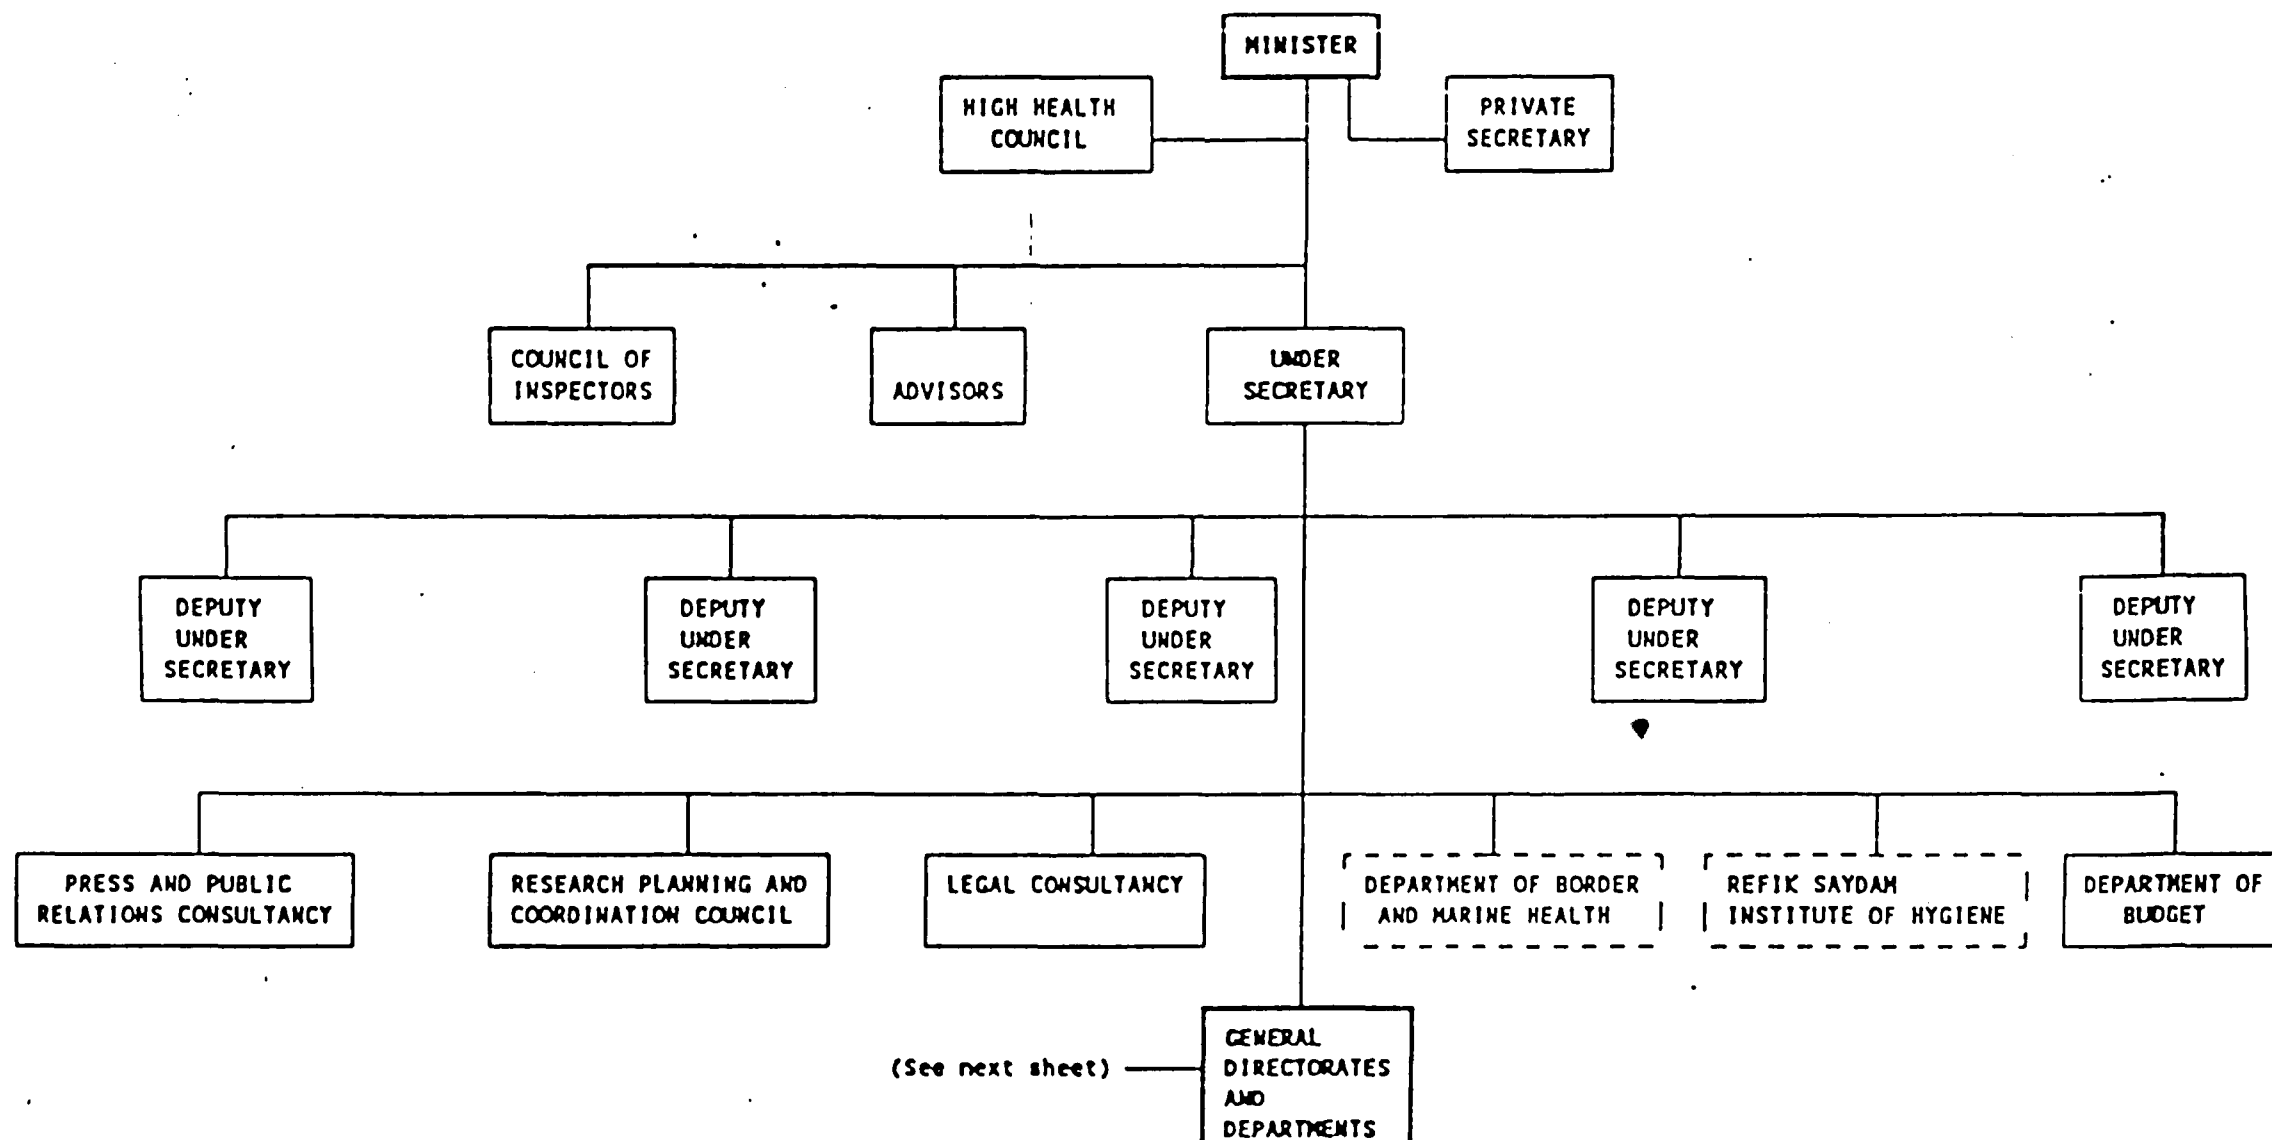 MINISTER
HIGH HEALTH
COUNCIL
PRIVATE
SECRETARY
COUNCIL OF
INSPECTORS
ADVISORS
UNDER
SECRETARY
DEPUTY
UNDER
SECRETARY
DEPUTY
UNDER
SECRETARY
DEPUTY
UNDER
SECRETARY
DEPUTY
UNDER
SECRETARY
DEPUTY
UNDER
SECRETARY
PRESS AND PUBLIC
RELATIONS CONSULTANCY
RESEARCH PLANNING AND
COORDINATION COUNCIL
LEGAL CONSULTANCY
DEPARTMENT OF BORDER
AND MARINE HEALTH
REFIK SAYDAM
INSTITUTE OF HYGIENE
DEPARTMENT OF
BUDGET
(See next sheet)
GENERAL
DIRECTORATES
AND
DEPARTMENTS